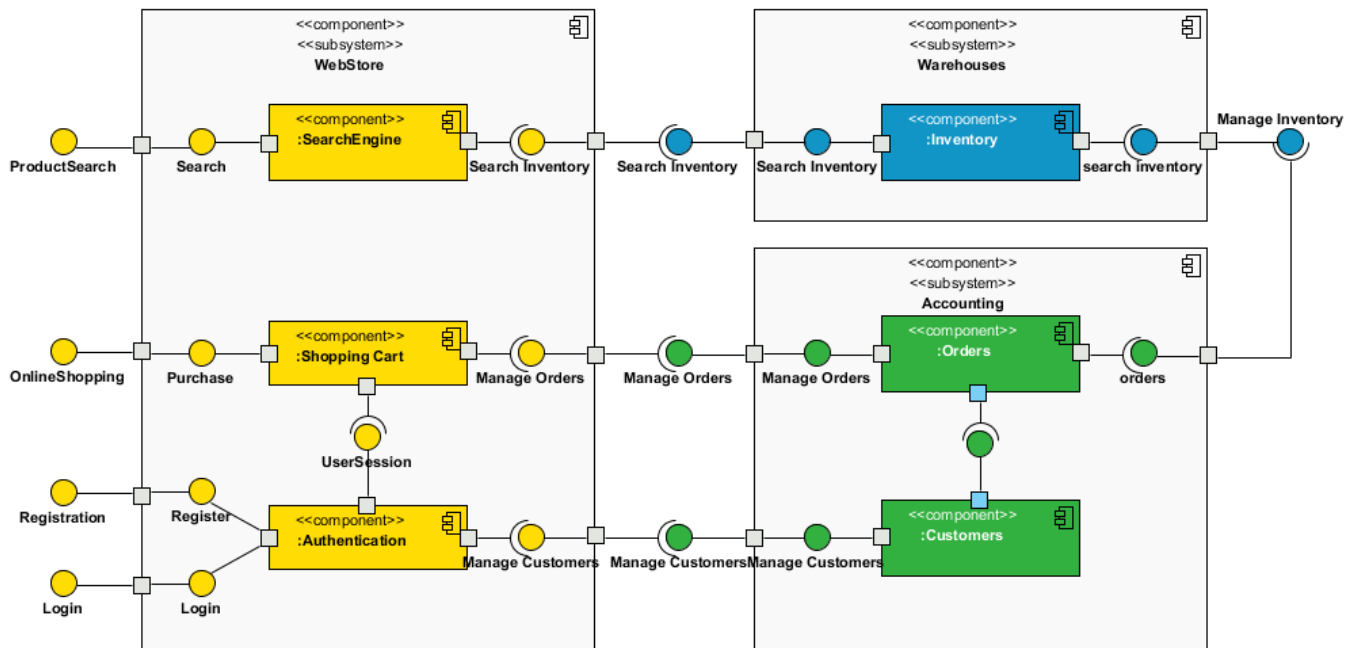 <<component>>
<<subsystem>>
WebStore
<<component>>
<<subsystem>>
Warehouses
<<component>>
:SearchEngine
<<component>>
:Inventory
Manage Inventory
ProductSearch
Search
Search Inventory
Search Inventory
Search Inventory
search inventory
<<component>>
<<subsystem>>
Accounting
<<component>>
:Shopping Cart
<<component>>
:Orders
OnlineShopping
Purchase
Manage Orders
Manage Orders
Manage Orders
orders
UserSession
Registration
Register
<<component>>
:Authentication
<<component>>
:Customers
Manage Customers
Manage Customers
Manage Customers
Login
Login